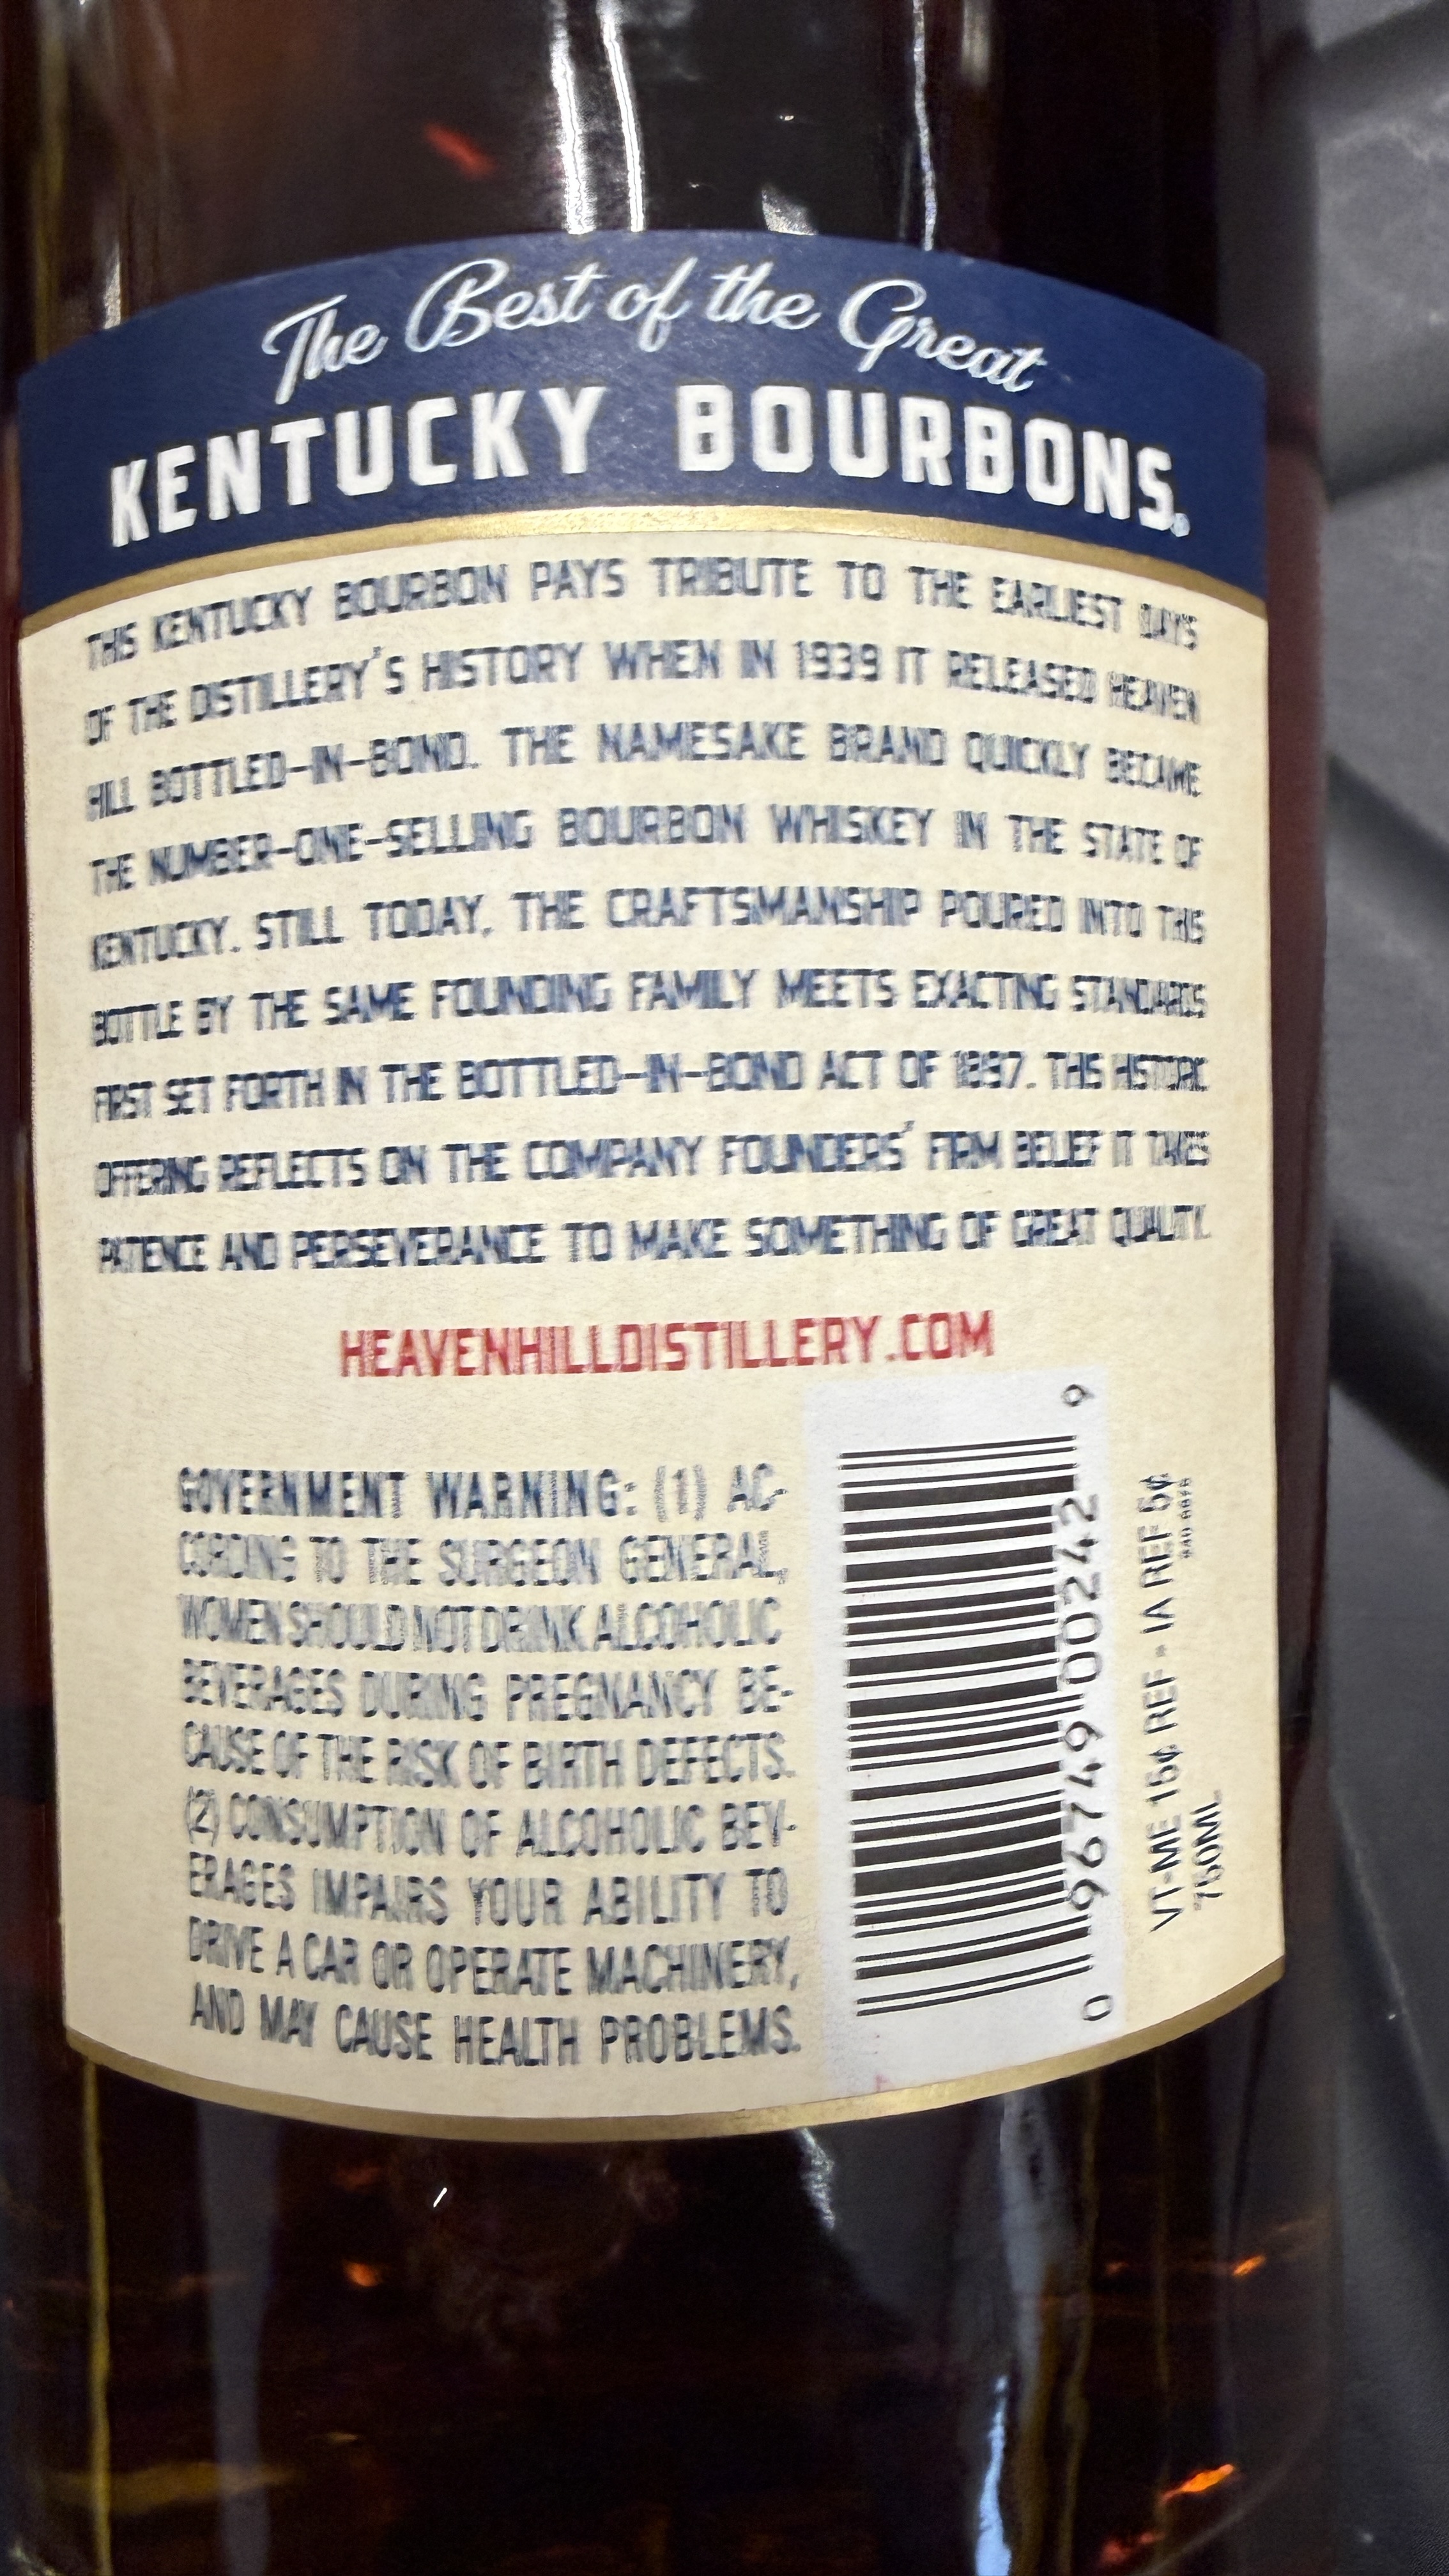 The Best of the Great
KENTUCKY BOURBONS®
THIS KENTUCKY BOURBON PAYS TRIBUTE TO THE EARLIEST DAYS
OF THE DISTILLERY'S HISTORY WHEN IN 1939 IT RELEASED HEAVEN
HILL BOTTLED-IN-BOND. THE NAMESAKE BRAND QUICKLY BECAME
THE NUMBER-ONE-SELLING BOURBON WHISKEY IN THE STATE OF
KENTUCKY. STILL TODAY, THE CRAFTSMANSHIP POURED INTO THIS
BOTTLE BY THE SAME FOUNDING FAMILY MEETS EXACTING STANDARDS
FIRST SET FORTH IN THE BOTTLED-IN-BOND ACT OF 1897. THIS HISTORIC
OFFERING REFLECTS ON THE COMPANY FOUNDERS' FIRM BELIEF IT TAKES
PATIENCE AND PERSEVERANCE TO MAKE SOMETHING OF GREAT QUALITY.
HEAVENHILLDISTILLERY.COM
GOVERNMENT WARNING: (1) AC-
CORDING TO THE SURGEON GENERAL,
WOMEN SHOULD NOT DRINK ALCOHOLIC
BEVERAGES DURING PREGNANCY BE-
CAUSE OF THE RISK OF BIRTH DEFECTS.
(2) CONSUMPTION OF ALCOHOLIC BEV-
ERAGES IMPAIRS YOUR ABILITY TO
DRIVE A CAR OR OPERATE MACHINERY,
AND MAY CAUSE HEALTH PROBLEMS.
0 96749 00242 9
VT-ME 15¢ REF - IA REF 5¢
750ML